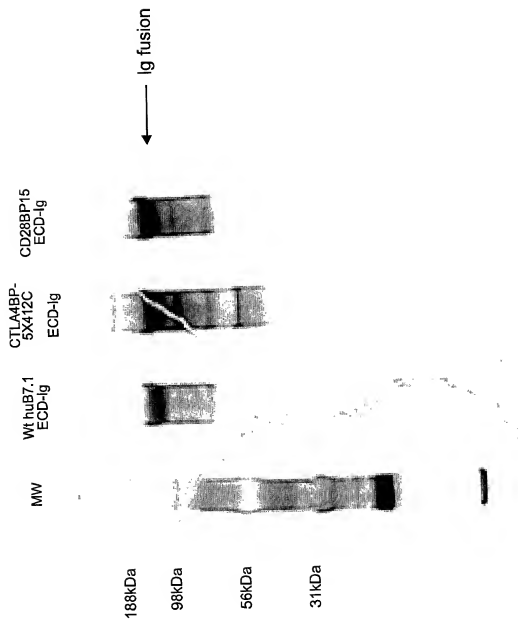 MW
Wt huB7.1
ECD-Ig
CTLA4BP-
5X412C
ECD-Ig
CD28BP15
ECD-Ig
Ig fusion
188kDa
98kDa
56kDa
31kDa